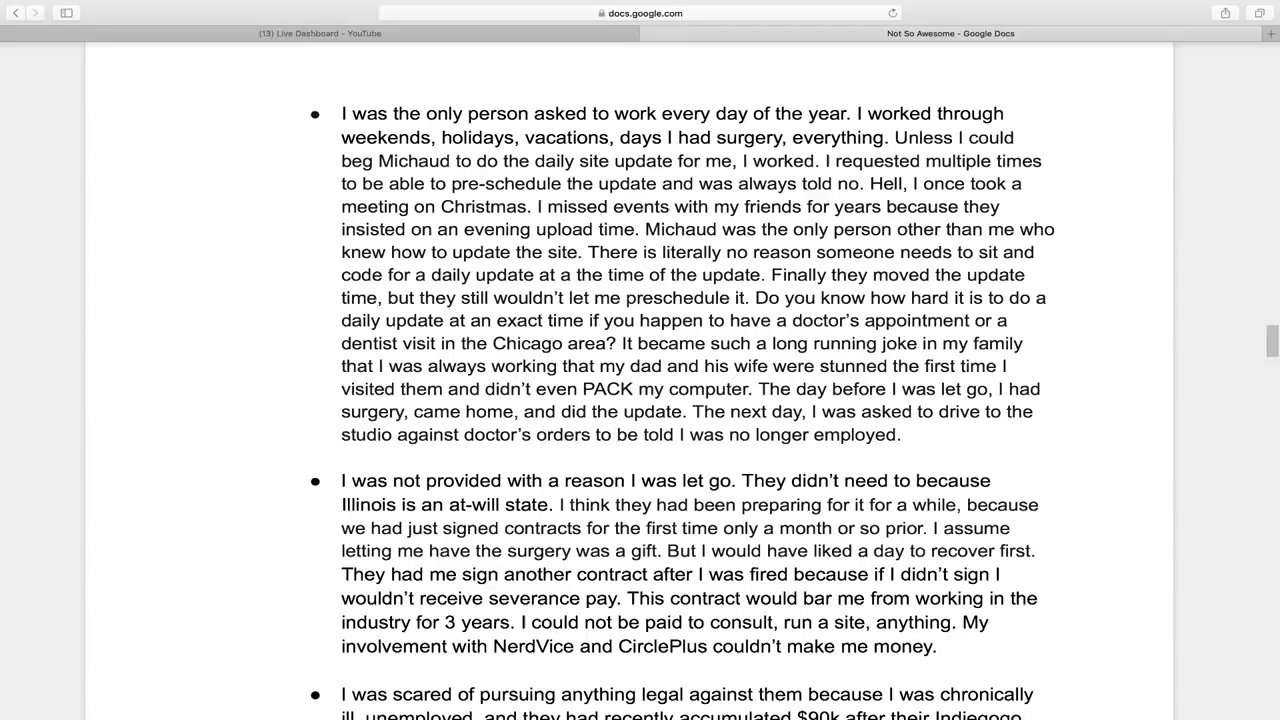 docs.google.com
(13) Live Dashboard - YouTube
Not So Awesome - Google Docs
● I was the only person asked to work every day of the year. I worked through
weekends, holidays, vacations, days I had surgery, everything. Unless I could
beg Michaud to do the daily site update for me, I worked. I requested multiple times
to be able to pre-schedule the update and was always told no. Hell, I once took a
meeting on Christmas. I missed events with my friends for years because they
insisted on an evening upload time. Michaud was the only person other than me who
knew how to update the site. There is literally no reason someone needs to sit and
code for a daily update at a the time of the update. Finally they moved the update
time, but they still wouldn't let me preschedule it. Do you know how hard it is to do a
daily update at an exact time if you happen to have a doctor's appointment or a
dentist visit in the Chicago area? It became such a long running joke in my family
that I was always working that my dad and his wife were stunned the first time I
visited them and didn't even PACK my computer. The day before I was let go, I had
surgery, came home, and did the update. The next day, I was asked to drive to the
studio against doctor's orders to be told I was no longer employed.
● I was not provided with a reason I was let go. They didn't need to because
Illinois is an at-will state. I think they had been preparing for it for a while, because
we had just signed contracts for the first time only a month or so prior. I assume
letting me have the surgery was a gift. But I would have liked a day to recover first.
They had me sign another contract after I was fired because if I didn't sign I
wouldn't receive severance pay. This contract would bar me from working in the
industry for 3 years. I could not be paid to consult, run a site, anything. My
involvement with NerdVice and CirclePlus couldn't make me money.
● I was scared of pursuing anything legal against them because I was chronically
ill, unemployed, and they had recently accumulated $90k after their Indiegogo